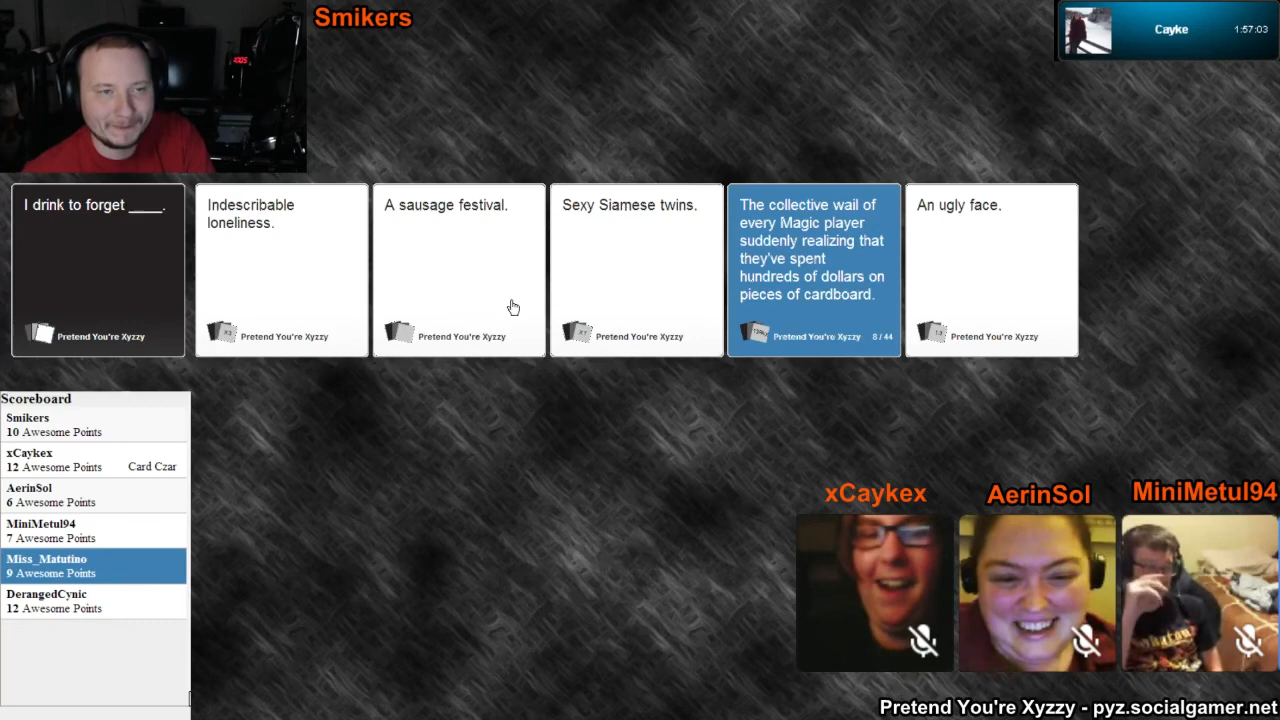 Smikers
Cayke 1:57:03
I drink to forget ____.
Pretend You're Xyzzy
Indescribable
loneliness.
Pretend You're Xyzzy
A sausage festival.
Pretend You're Xyzzy
Sexy Siamese twins.
Pretend You're Xyzzy
The collective wail of
every Magic player
suddenly realizing that
they've spent
hundreds of dollars on
pieces of cardboard.
Pretend You're Xyzzy 8 / 44
An ugly face.
Pretend You're Xyzzy
Scoreboard
Smikers
10 Awesome Points
xCaykex
12 Awesome Points Card Czar
AerinSol
6 Awesome Points
MiniMetul94
7 Awesome Points
Miss_Matutino
9 Awesome Points
DerangedCynic
12 Awesome Points
xCaykex
AerinSol
MiniMetul94
Pretend You're Xyzzy - pyz.socialgamer.net